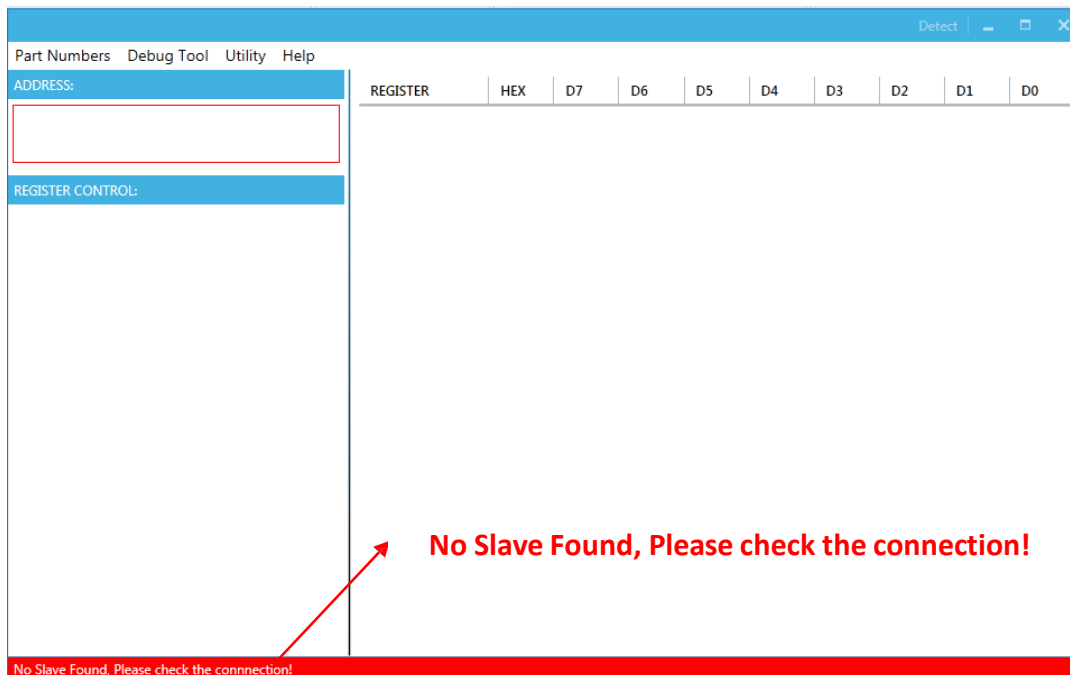 Detect
Part Numbers Debug Tool Utility Help
ADDRESS:
REGISTER HEX D7 D6 D5 D4 D3 D2 D1 D0
REGISTER CONTROL:
No Slave Found, Please check the connection!
No Slave Found, Please check the connnection!